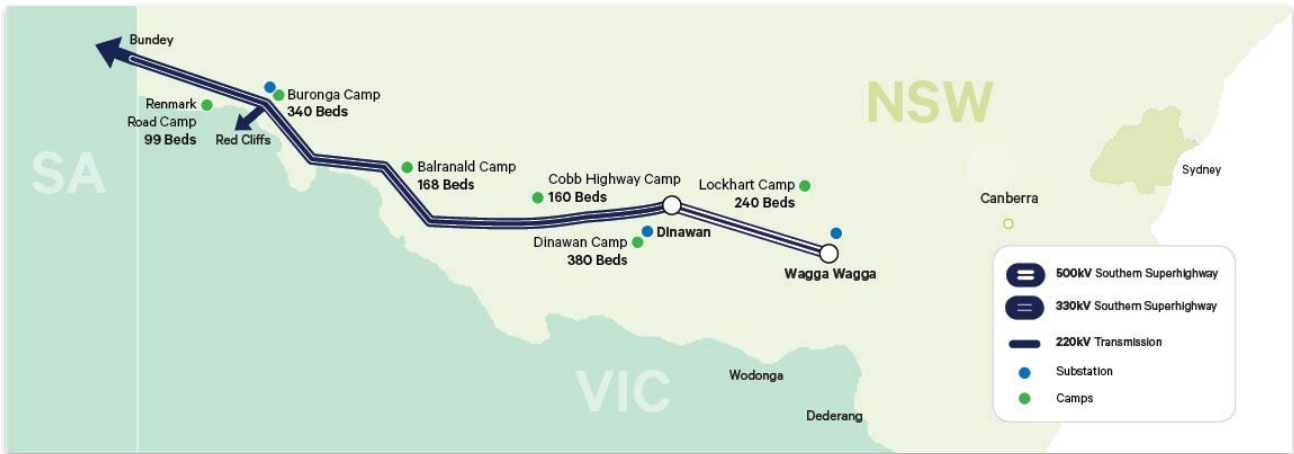 Bundey
NSW
Renmark
Road Camp
99 Beds
Buronga Camp
340 Beds
Red Cliffs
SA
Balranald Camp
168 Beds
Cobb Highway Camp
160 Beds
Lockhart Camp
240 Beds
Sydney
Canberra
Dinawan
Dinawan Camp
380 Beds
Wagga Wagga
500kV Southern Superhighway
330kV Southern Superhighway
220kV Transmission
Substation
Camps
VIC
Wodonga
Dederang